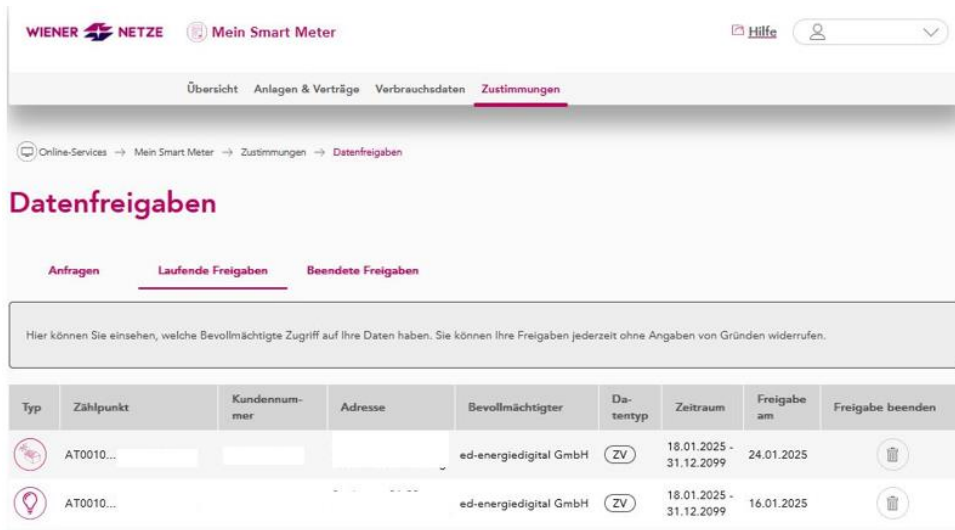 WIENER NETZE Mein Smart Meter Hilfe
Übersicht Anlagen & Verträge Verbrauchsdaten Zustimmungen
Online-Services → Mein Smart Meter → Zustimmungen → Datenfreigaben
Datenfreigaben
Anfragen Laufende Freigaben Beendete Freigaben
Hier können Sie einsehen, welche Bevollmächtigte Zugriff auf Ihre Daten haben. Sie können Ihre Freigaben jederzeit ohne Angaben von Gründen widerrufen.
Typ Zählpunkt Kundennum-
mer Adresse Bevollmächtigter Da-
tentyp Zeitraum Freigabe
am Freigabe beenden
AT0010... ed-energiedigital GmbH ZV 18.01.2025 -
31.12.2099 24.01.2025
AT0010... ed-energiedigital GmbH ZV 18.01.2025 -
31.12.2099 16.01.2025